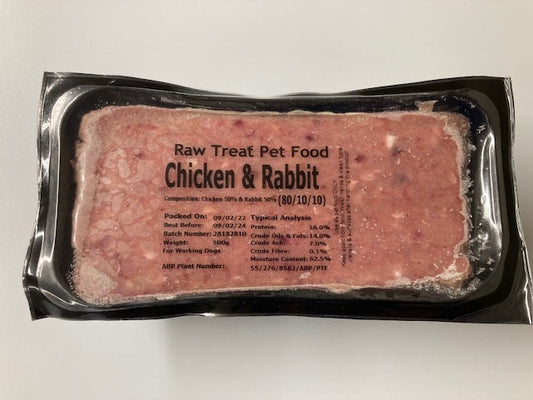 Raw Treat Pet Food
Chicken & Rabbit
Composition: Chicken 50% & Rabbit 50% (80/10/10)
Packed On: 09/02/22 Typical Analysis
Best Before: 09/02/24 Protein: 16.0%
Batch Number: 28182810 Crude Oils & Fats: 14.0%
Weight: 500g Crude Ash: 2.0%
For Working Dogs Crude Fibre: 0.1%
Moisture Content: 62.5%
ABP Plant Number: 55/276/8563/ABP/PTF